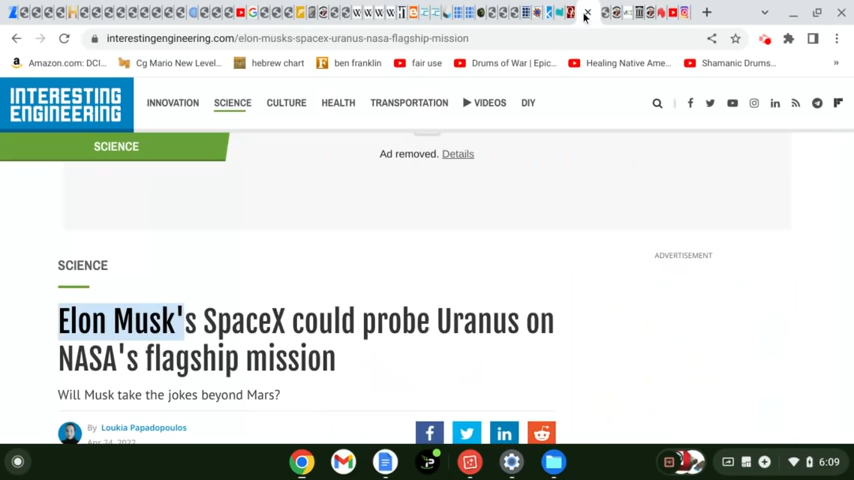 interestingengineering.com/elon-musks-spacex-uranus-nasa-flagship-mission
Amazon.com: DCI... Cg Mario New Level... hebrew chart ben franklin fair use Drums of War | Epic... Healing Native Ame... Shamanic Drums... »
INTERESTING
ENGINEERING
INNOVATION SCIENCE CULTURE HEALTH TRANSPORTATION VIDEOS DIY
SCIENCE
Ad removed. Details
ADVERTISEMENT
SCIENCE
Elon Musk's SpaceX could probe Uranus on
NASA's flagship mission
Will Musk take the jokes beyond Mars?
By Loukia Papadopoulos
Apr 24, 2022
6:09